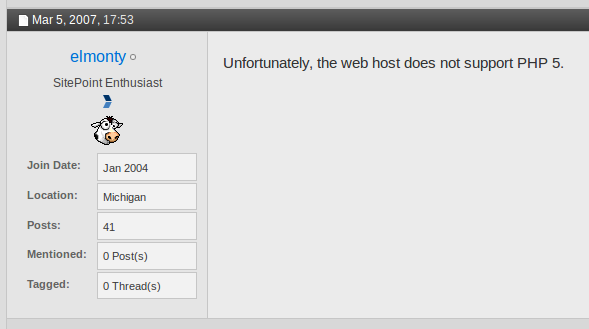 Mar 5, 2007, 17:53
elmonty
SitePoint Enthusiast
Unfortunately, the web host does not support PHP 5.
Join Date: Jan 2004
Location: Michigan
Posts: 41
Mentioned: 0 Post(s)
Tagged: 0 Thread(s)